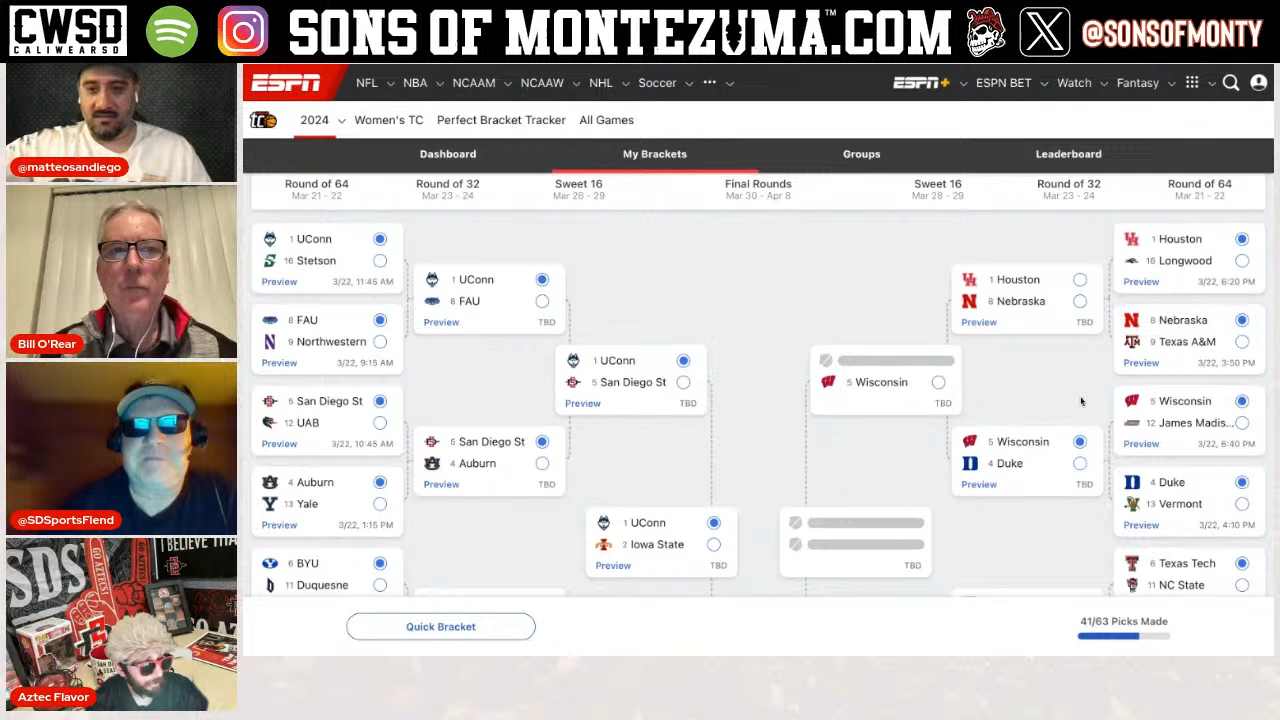 CWSD
CALIWEARSD
SONS OF MONTEZUMA.COM
TM
X
@SONSOFMONTY
@matteosandiego
Bill O'Rear
@SDSportsFiend
SDS
GO AZTECS!
I BELIEVE THA
Aztec Flavor
ESPN
NFL
NBA
NCAAM
NCAAW
NHL
Soccer
ESPN+
ESPN BET
Watch
Fantasy
tc
2024
Women's TC
Perfect Bracket Tracker
All Games
Dashboard
My Brackets
Groups
Leaderboard
Round of 64
Mar 21 - 22
Round of 32
Mar 23 - 24
Sweet 16
Mar 28 - 29
Final Rounds
Mar 30 - Apr 8
Sweet 16
Mar 28 - 29
Round of 32
Mar 23 - 24
Round of 64
Mar 21 - 22
1 UConn
16 Stetson
Preview 3/22, 11:45 AM
8 FAU
9 Northwestern
Preview 3/22, 9:15 AM
5 San Diego St
12 UAB
Preview 3/22, 10:45 AM
4 Auburn
13 Yale
Preview 3/22, 1:15 PM
6 BYU
11 Duquesne
1 UConn
8 FAU
Preview TBD
5 San Diego St
4 Auburn
Preview TBD
1 UConn
5 San Diego St
Preview TBD
1 UConn
2 Iowa State
Preview TBD
5 Wisconsin
TBD
TBD
1 Houston
8 Nebraska
Preview TBD
5 Wisconsin
4 Duke
Preview TBD
1 Houston
16 Longwood
Preview 3/22, 6:20 PM
8 Nebraska
9 Texas A&M
Preview 3/22, 3:50 PM
5 Wisconsin
12 James Madis...
Preview 3/22, 6:40 PM
4 Duke
13 Vermont
Preview 3/22, 4:10 PM
6 Texas Tech
11 NC State
Quick Bracket
41/63 Picks Made